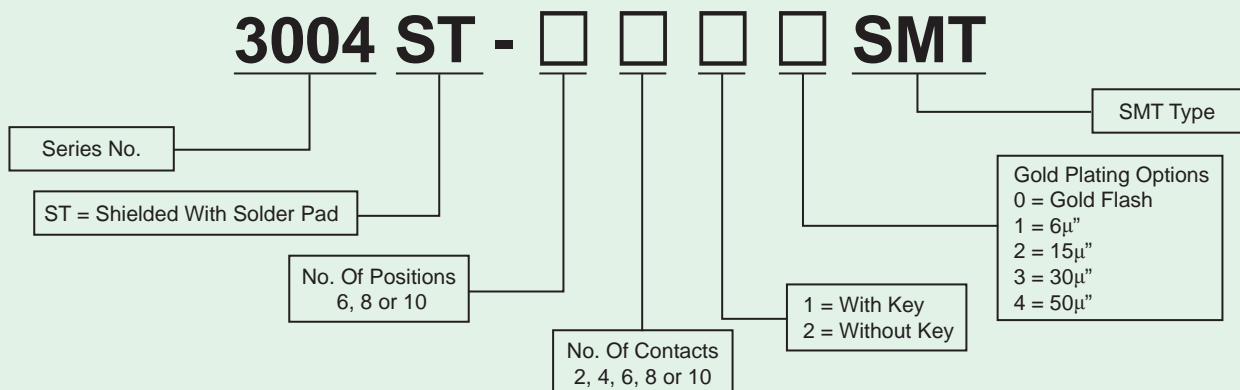 3004 ST - □ □ □ □ SMT
SMT Type
Series No.
Gold Plating Options
0 = Gold Flash
1 = 6μ”
2 = 15μ”
3 = 30μ”
4 = 50μ”
ST = Shielded With Solder Pad
No. Of Positions
6, 8 or 10
1 = With Key
2 = Without Key
No. Of Contacts
2, 4, 6, 8 or 10